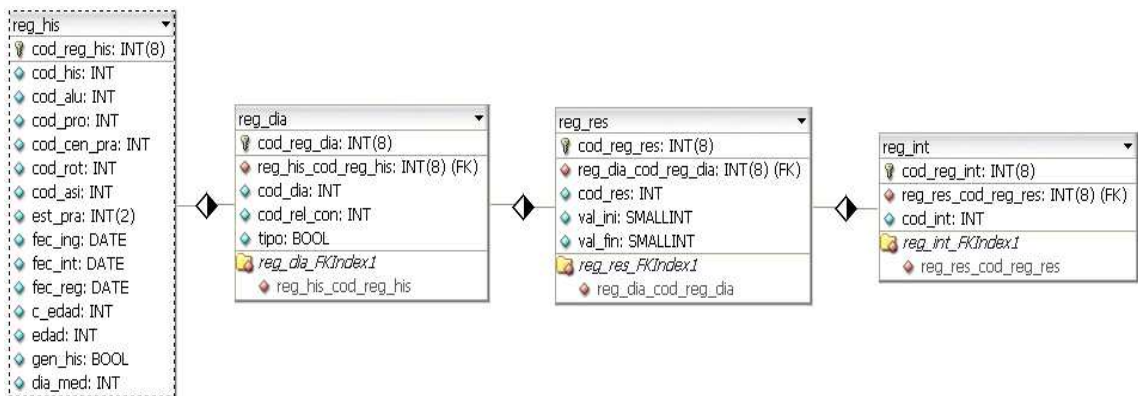 reg_his
cod_reg_his: INT(8)
cod_his: INT
cod_alu: INT
cod_pro: INT
cod_cen_pra: INT
cod_rot: INT
cod_asi: INT
est_pra: INT(2)
fec_ing: DATE
fec_int: DATE
fec_reg: DATE
c_edad: INT
edad: INT
gen_his: BOOL
dia_med: INT
reg_dia
cod_reg_dia: INT(8)
reg_his_cod_reg_his: INT(8) (FK)
cod_dia: INT
cod_rel_con: INT
tipo: BOOL
reg_dia_FKIndex1
reg_his_cod_reg_his
reg_res
cod_reg_res: INT(8)
reg_dia_cod_reg_dia: INT(8) (FK)
cod_res: INT
val_ini: SMALLINT
val_fin: SMALLINT
reg_res_FKIndex1
reg_dia_cod_reg_dia
reg_int
cod_reg_int: INT(8)
reg_res_cod_reg_res: INT(8) (FK)
cod_int: INT
reg_int_FKIndex1
reg_res_cod_reg_res